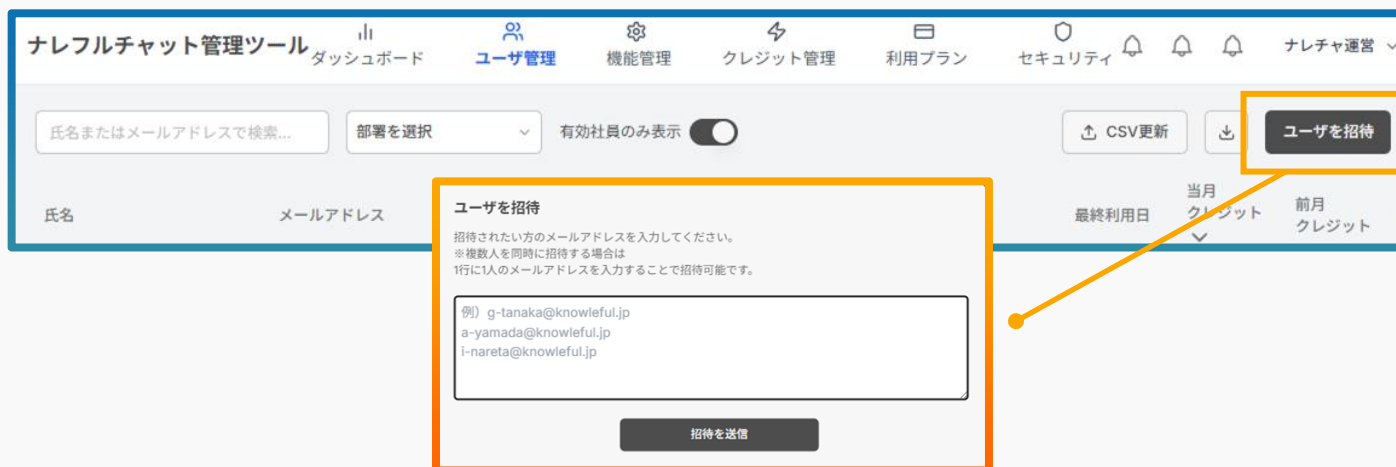 ナレフルチャット管理ツール
ダッシュボード
ユーザ管理
機能管理
クレジット管理
利用プラン
セキュリティ
ナレチャ運営
氏名またはメールアドレスで検索...
部署を選択
有効社員のみ表示
CSV更新
ユーザを招待
氏名
メールアドレス
最終利用日
当月
クレジット
前月
クレジット
ユーザを招待
招待されたい方のメールアドレスを入力してください。
※複数人を同時に招待する場合は
1行に1人のメールアドレスを入力することで招待可能です。
例）g-tanaka@knowleful.jp
a-yamada@knowleful.jp
i-nareta@knowleful.jp
招待を送信